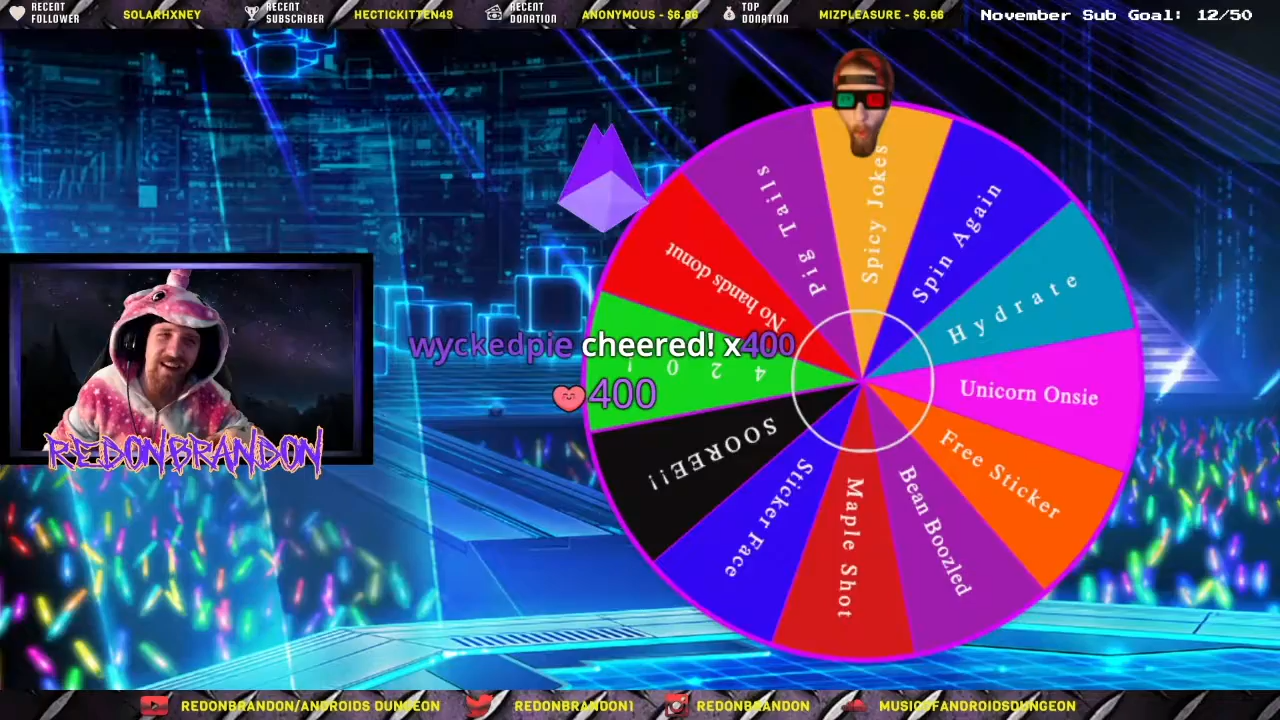 RECENT
FOLLOWER
SOLARHXNEY
RECENT
SUBSCRIBER
HECTICKITTEN49
RECENT
DONATION
ANONYMOUS - $6.66
TOP
DONATION
MIZPLEASURE - $6.66
November Sub Goal: 12/50
Spicy Jokes
Spin Again
Hydrate
Unicorn Onsie
Free Sticker
Bean Boozled
Maple Shot
Sticker Face
SOOREE!!
420!
No hands donut
Pig Tails
wyckedpie cheered! x400
400
REDONBRANDON
REDONBRANDON/ANDROIDS DUNGEON
REDONBRANDON1
REDONBRANDON
MUSICOFANDROIDSDUNGEON